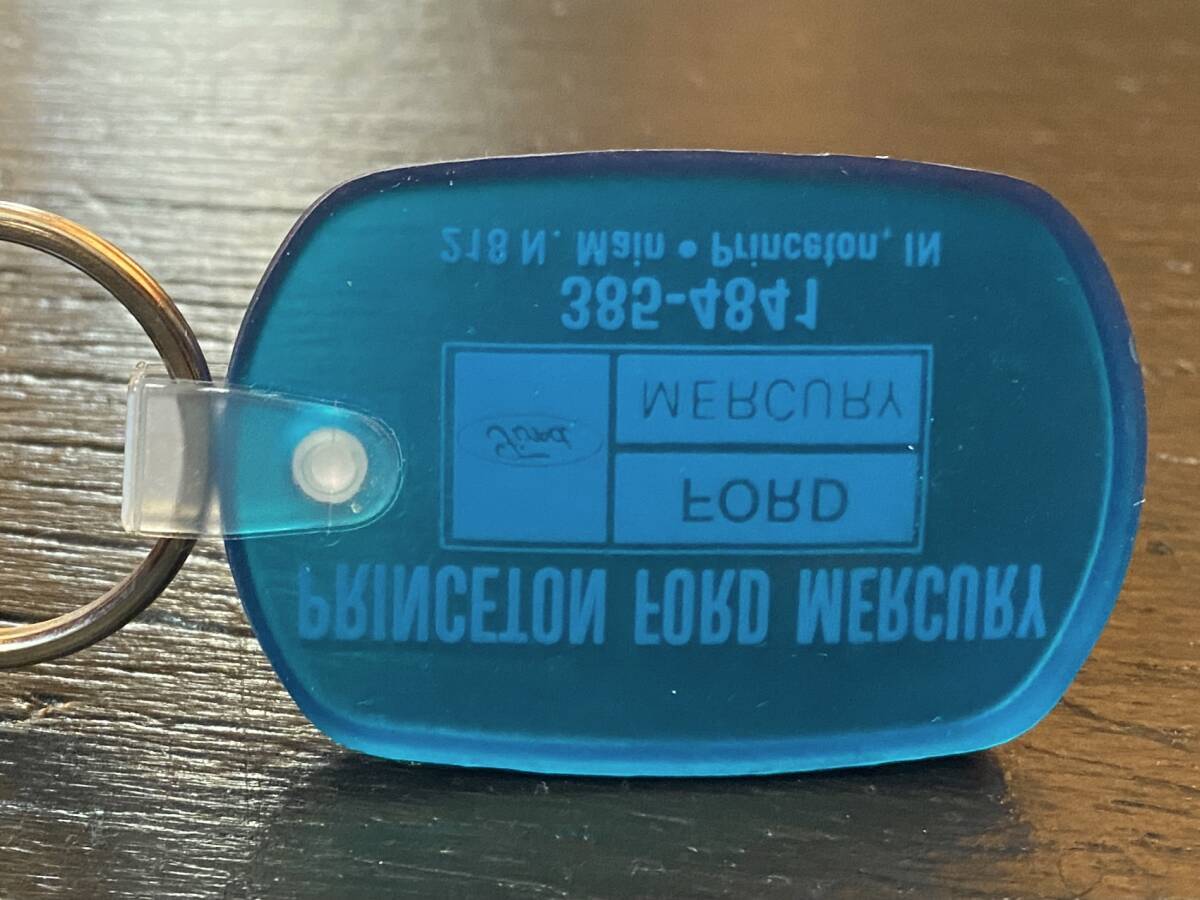 PRINCETON FORD MERCURY
Ford
FORD
MERCURY
385-4841
218 N. Main • Princeton, IN